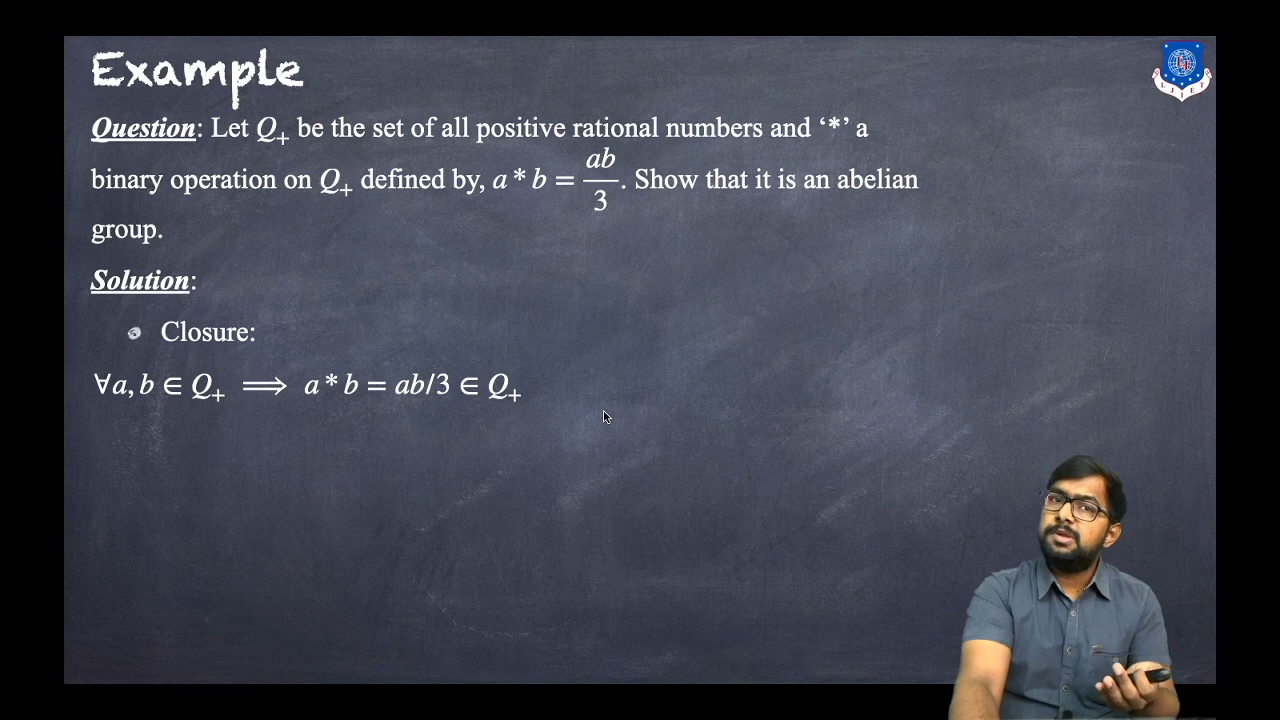 Example
Question: Let Q₊ be the set of all positive rational numbers and ‘*’ a
binary operation on Q₊ defined by, a * b = ab/3. Show that it is an abelian
group.
Solution:
Closure:
∀a, b ∈ Q₊ ⟹ a * b = ab/3 ∈ Q₊